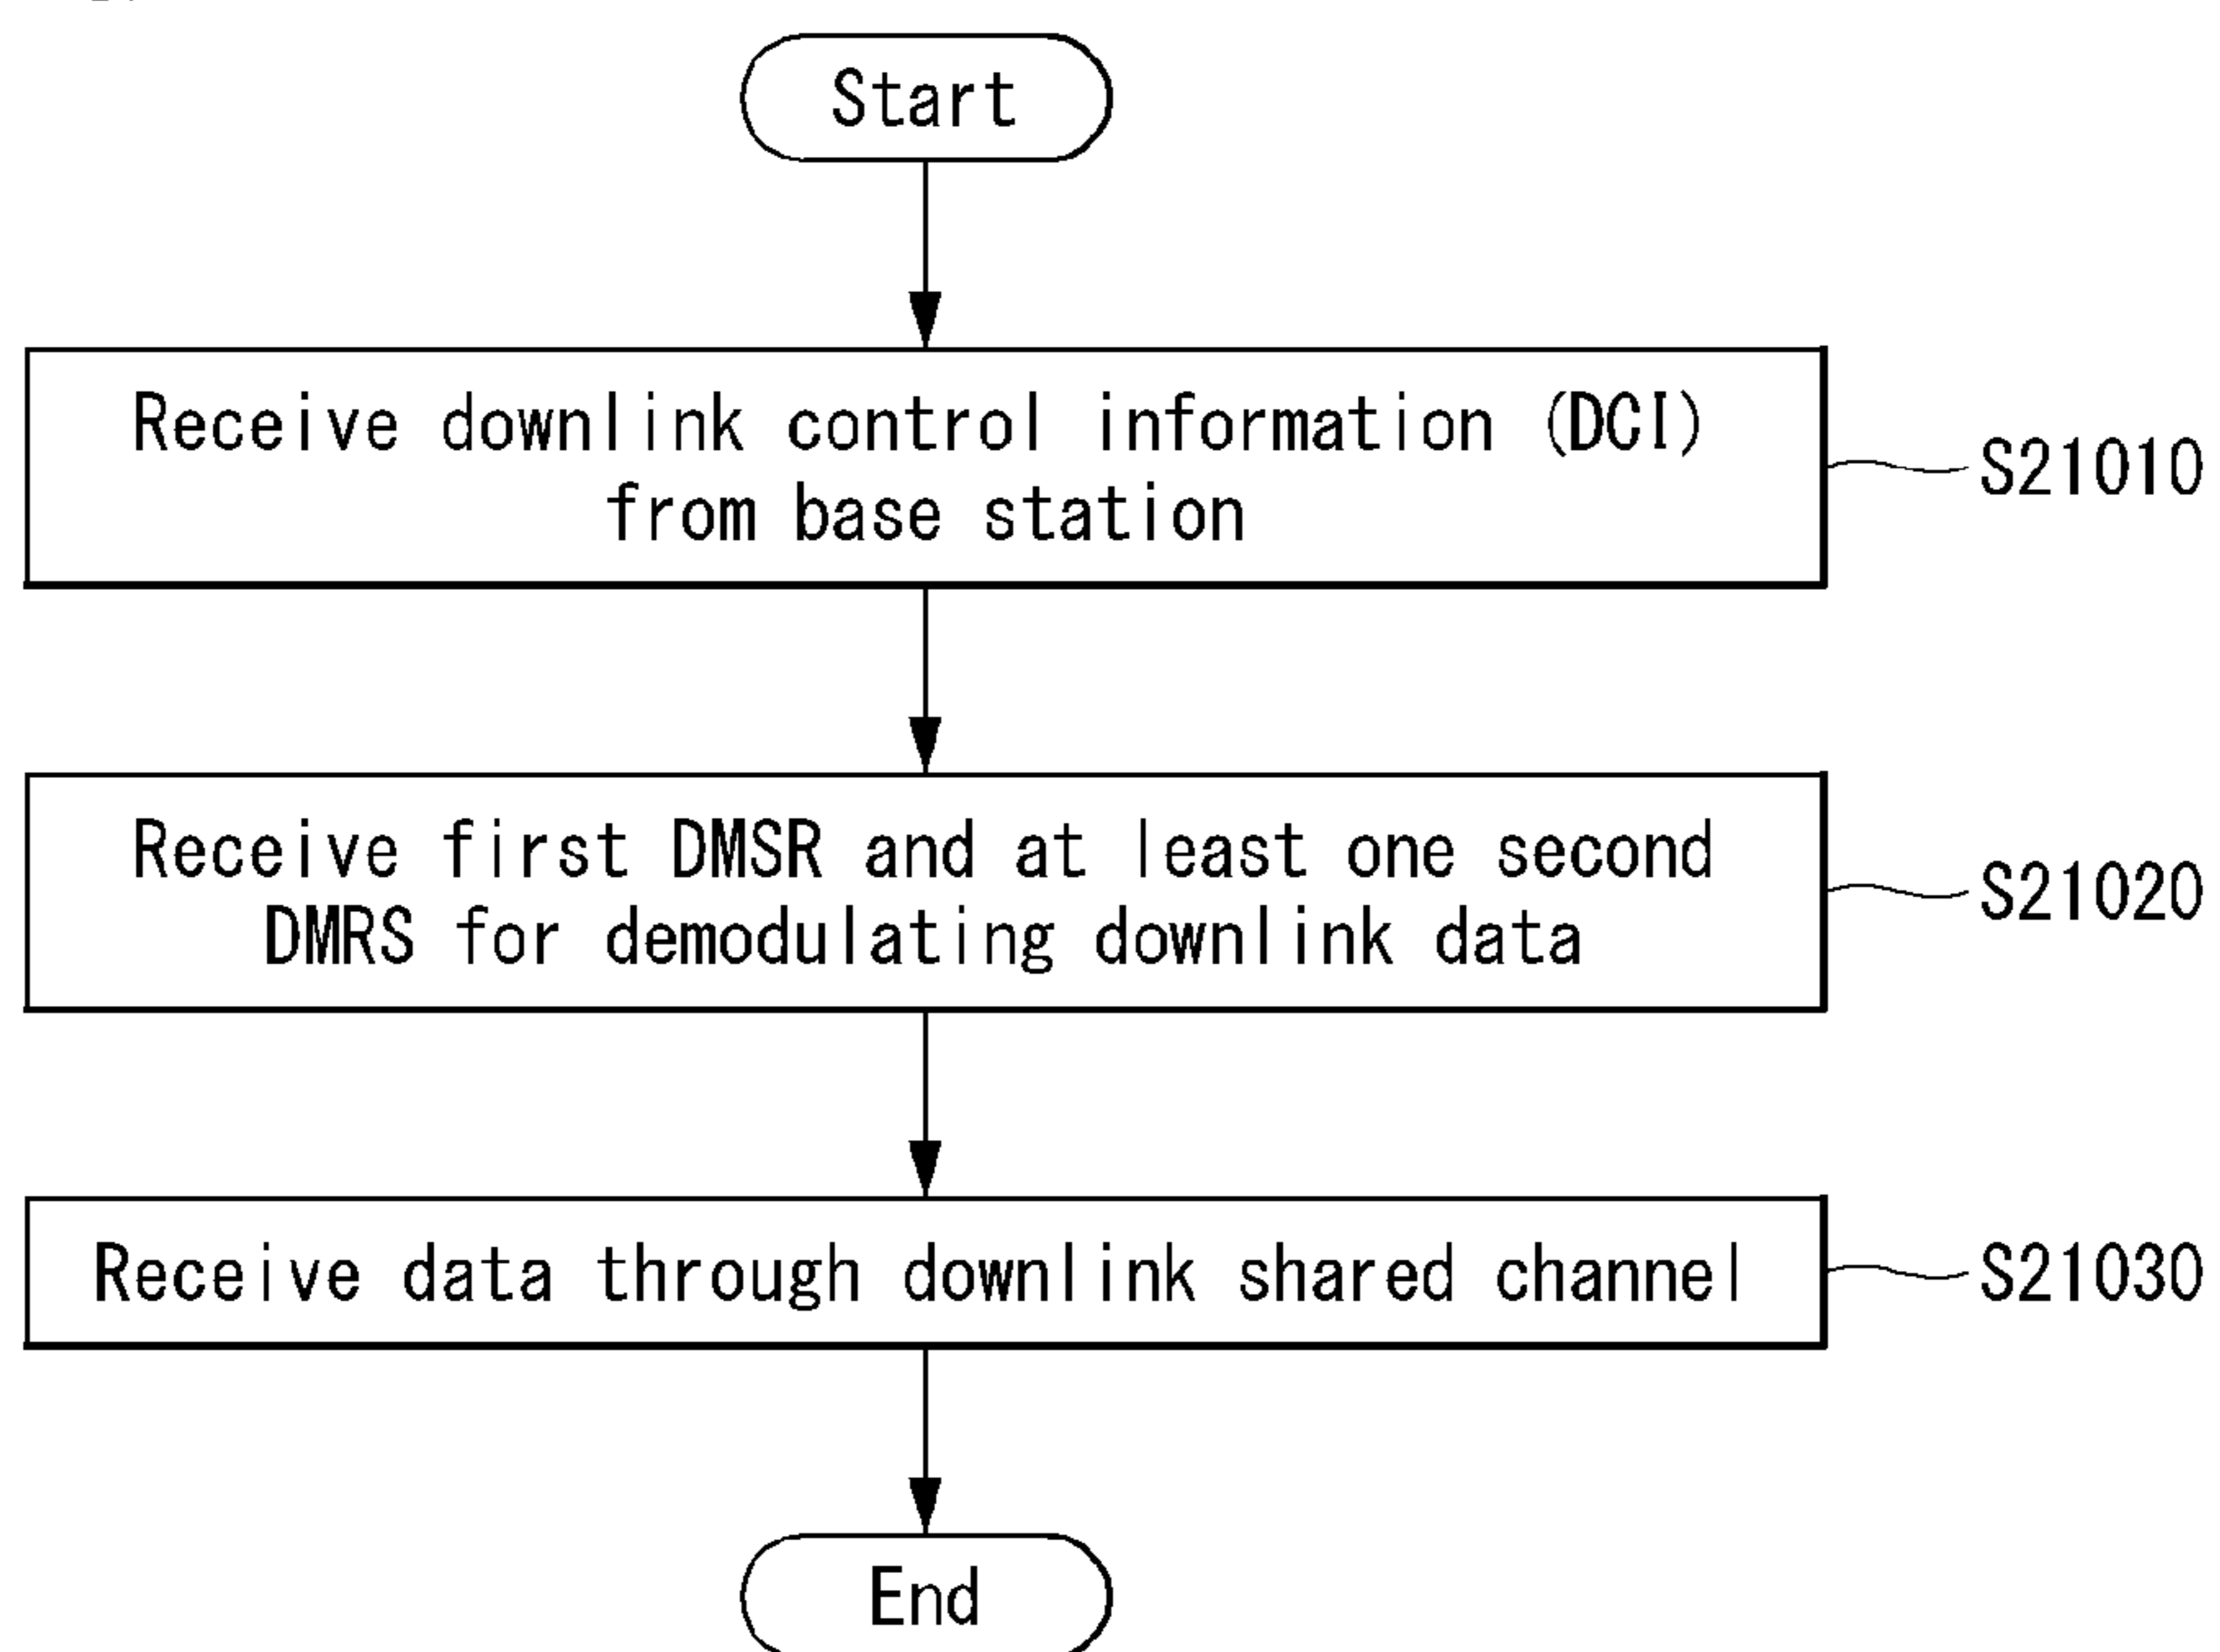 Start
Receive downlink control information (DCI)
from base station
S21010
Receive first DMSR and at least one second
DMRS for demodulating downlink data
S21020
Receive data through downlink shared channel
S21030
End